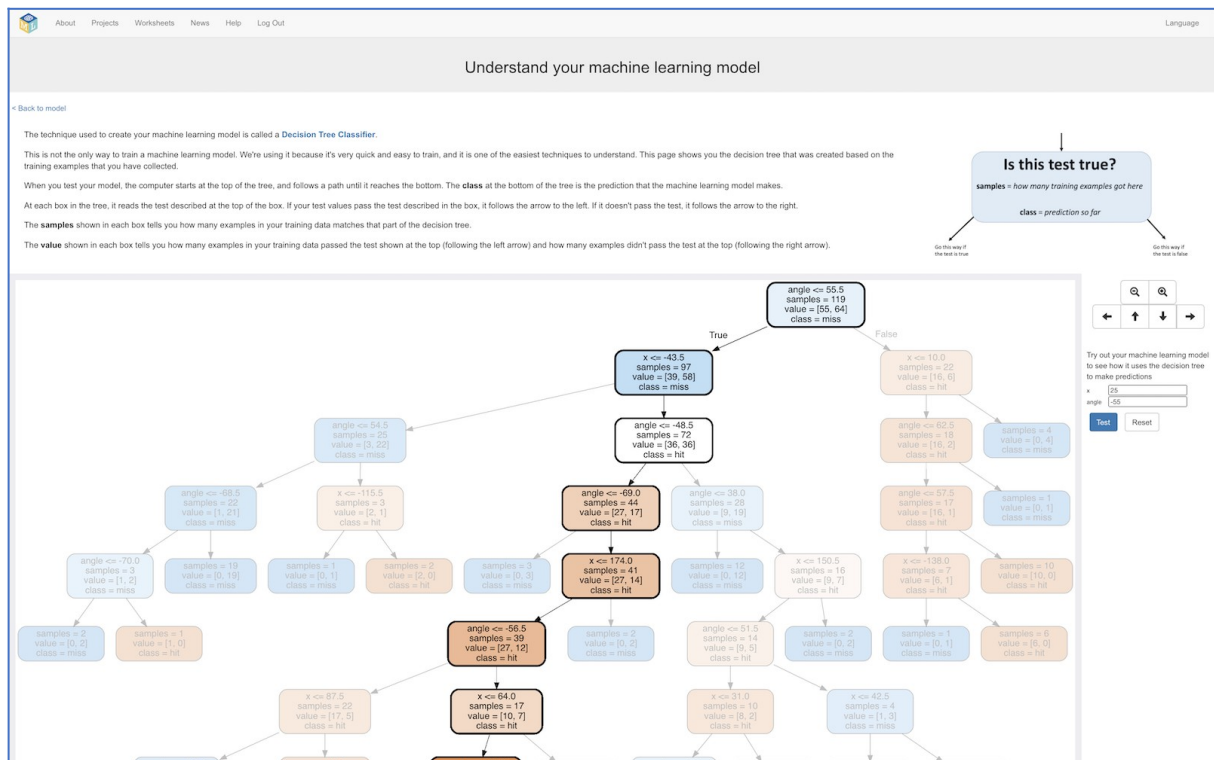 About Projects Worksheets News Help Log Out Language
Understand your machine learning model
< Back to model
The technique used to create your machine learning model is called a Decision Tree Classifier.
This is not the only way to train a machine learning model. We're using it because it's very quick and easy to train, and it is one of the easiest techniques to understand. This page shows you the decision tree that was created based on the
training examples that you have collected.
When you test your model, the computer starts at the top of the tree, and follows a path until it reaches the bottom. The class at the bottom of the tree is the prediction that the machine learning model makes.
At each box in the tree, it reads the test described at the top of the box. If your test values pass the test described in the box, it follows the arrow to the left. If it doesn't pass the test, it follows the arrow to the right.
The samples shown in each box tells you how many examples in your training data matches that part of the decision tree.
The value shown in each box tells you how many examples in your training data passed the test shown at the top (following the left arrow) and how many examples didn't pass the test at the top (following the right arrow).
Is this test true?
samples = how many training examples got here
class = prediction so far
Go this way if
the test is true
Go this way if
the test is false
angle <= 55.5
samples = 119
value = [55, 64]
class = miss
True
False
x <= -43.5
samples = 97
value = [39, 58]
class = miss
x <= 10.0
samples = 22
value = [16, 6]
class = hit
angle <= 54.5
samples = 25
value = [3, 22]
class = miss
angle <= -48.5
samples = 72
value = [36, 36]
class = hit
angle <= 62.5
samples = 18
value = [16, 2]
class = hit
samples = 4
value = [0, 4]
class = miss
angle <= -68.5
samples = 22
value = [1, 21]
class = miss
x <= -115.5
samples = 3
value = [2, 1]
class = hit
angle <= -69.0
samples = 44
value = [27, 17]
class = hit
angle <= 38.0
samples = 28
value = [9, 19]
class = miss
angle <= 57.5
samples = 17
value = [16, 1]
class = hit
samples = 1
value = [0, 1]
class = miss
angle <= -70.0
samples = 3
value = [1, 2]
class = miss
samples = 19
value = [0, 19]
class = miss
samples = 1
value = [0, 1]
class = miss
samples = 2
value = [2, 0]
class = hit
samples = 3
value = [0, 3]
class = miss
x <= 174.0
samples = 41
value = [27, 14]
class = hit
samples = 12
value = [0, 12]
class = miss
x <= 150.5
samples = 16
value = [9, 7]
class = hit
x <= -138.0
samples = 7
value = [6, 1]
class = hit
samples = 10
value = [10, 0]
class = hit
samples = 2
value = [0, 2]
class = miss
samples = 1
value = [1, 0]
class = hit
angle <= -56.5
samples = 39
value = [27, 12]
class = hit
samples = 2
value = [0, 2]
class = miss
angle <= 51.5
samples = 14
value = [9, 5]
class = hit
samples = 2
value = [0, 2]
class = miss
samples = 1
value = [0, 1]
class = miss
samples = 6
value = [6, 0]
class = hit
x <= 87.5
samples = 22
value = [17, 5]
class = hit
x <= 64.0
samples = 17
value = [10, 7]
class = hit
x <= 31.0
samples = 10
value = [8, 2]
class = hit
x <= 42.5
samples = 4
value = [1, 3]
class = miss
Try out your machine learning model
to see how it uses the decision tree
to make predictions
x 25
angle -55
Test Reset